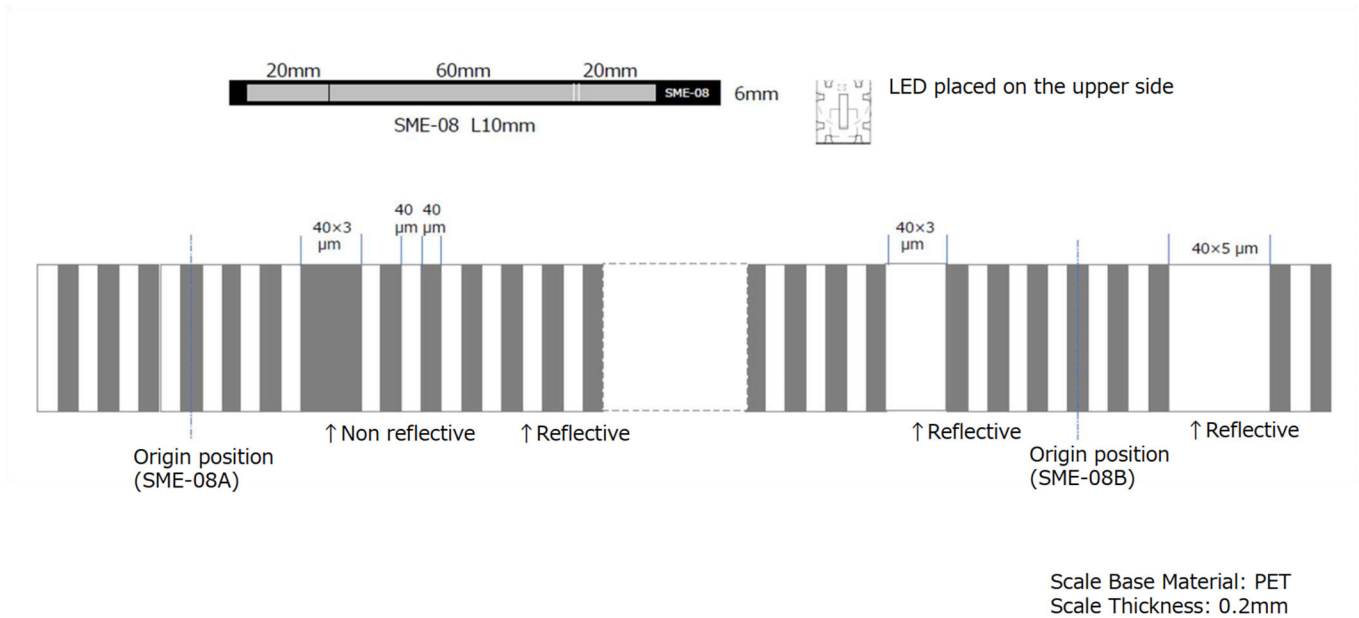 20mm 60mm 20mm
SME-08
6mm
SME-08 L10mm
LED placed on the upper side
40×3
μm
40 40
μm μm
40×3
μm
40×5 μm
↑Non reflective
↑Reflective
↑Reflective
↑Reflective
Origin position
(SME-08A)
Origin position
(SME-08B)
Scale Base Material: PET
Scale Thickness: 0.2mm